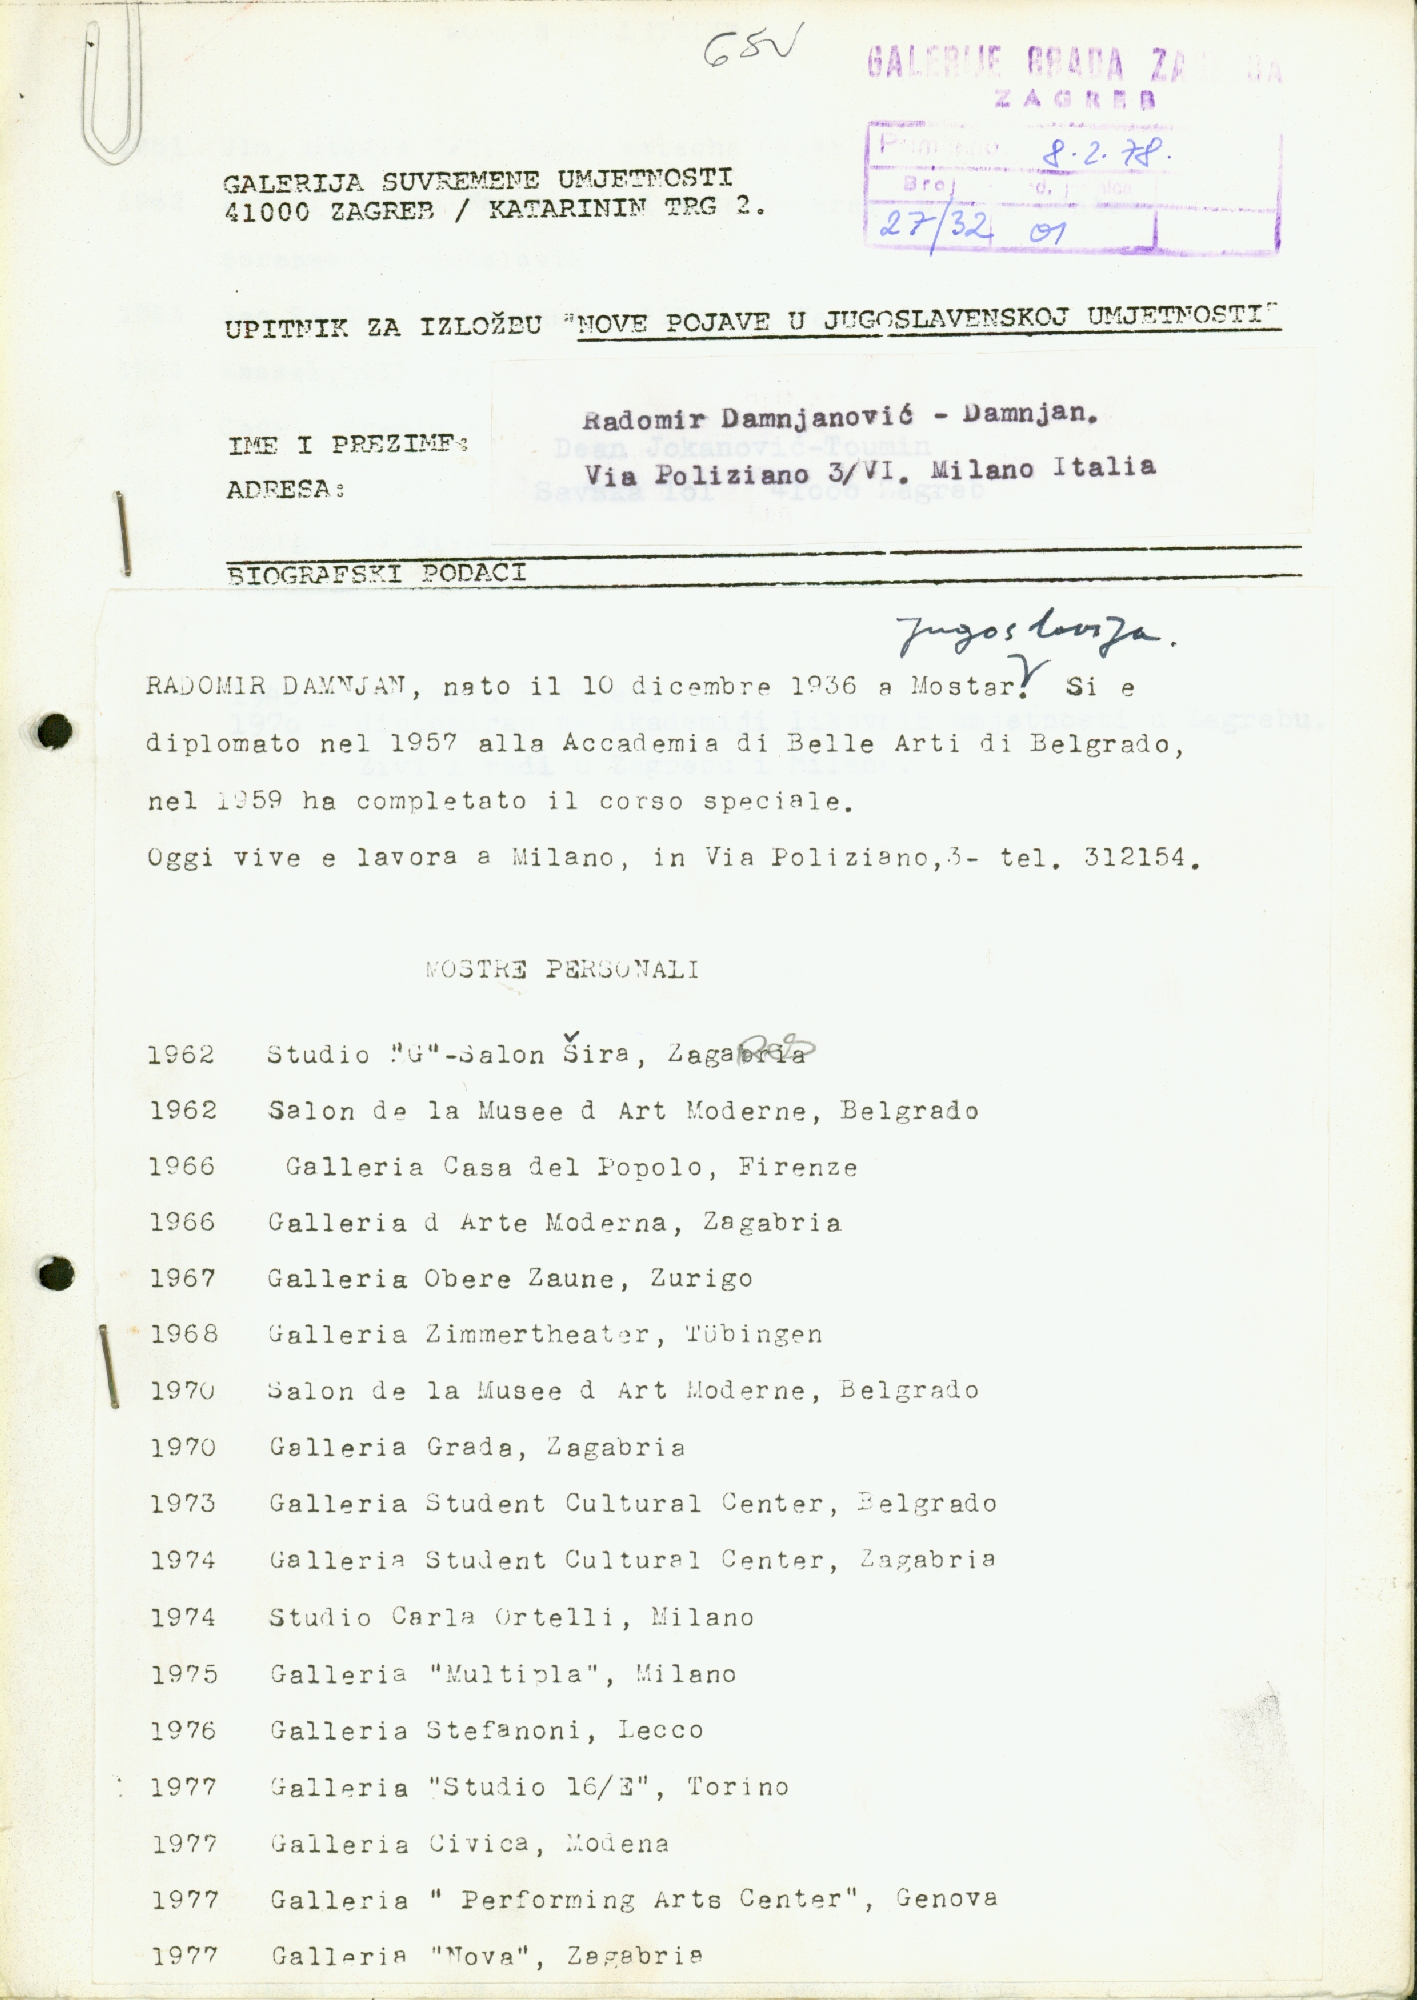 GSU
GALERIJE GRADA ZA
ZAGREB
8.2.78.
Broj
27/32 01
GALERIJA SUVREMENE UMJETNOSTI
41000 ZAGREB / KATARININ TRG 2.
UPITNIK ZA IZLOŽBU "NOVE POJAVE U JUGOSLAVENSKOJ UMJETNOSTI"
IME I PREZIME: Radomir Damnjanović - Damnjan.
ADRESA: Via Poliziano 3/VI. Milano Italia
BIOGRAFSKI PODACI
Jugoslavija.
RADOMIR DAMNJAN, nato il 10 dicembre 1936 a Mostar. Si e
diplomato nel 1957 alla Accademia di Belle Arti di Belgrado,
nel 1959 ha completato il corso speciale.
Oggi vive e lavora a Milano, in Via Poliziano,3- tel. 312154.
MOSTRE PERSONALI
1962 Studio "G"-Salon Šira, Zagabria
1962 Salon de la Musee d Art Moderne, Belgrado
1966 Galleria Casa del Popolo, Firenze
1966 Galleria d Arte Moderna, Zagabria
1967 Galleria Obere Zaune, Zurigo
1968 Galleria Zimmertheater, Tübingen
1970 Salon de la Musee d Art Moderne, Belgrado
1970 Galleria Grada, Zagabria
1973 Galleria Student Cultural Center, Belgrado
1974 Galleria Student Cultural Center, Zagabria
1974 Studio Carla Ortelli, Milano
1975 Galleria "Multipla", Milano
1976 Galleria Stefanoni, Lecco
1977 Galleria "Studio 16/E", Torino
1977 Galleria Civica, Modena
1977 Galleria " Performing Arts Center", Genova
1977 Galleria "Nova", Zagabria